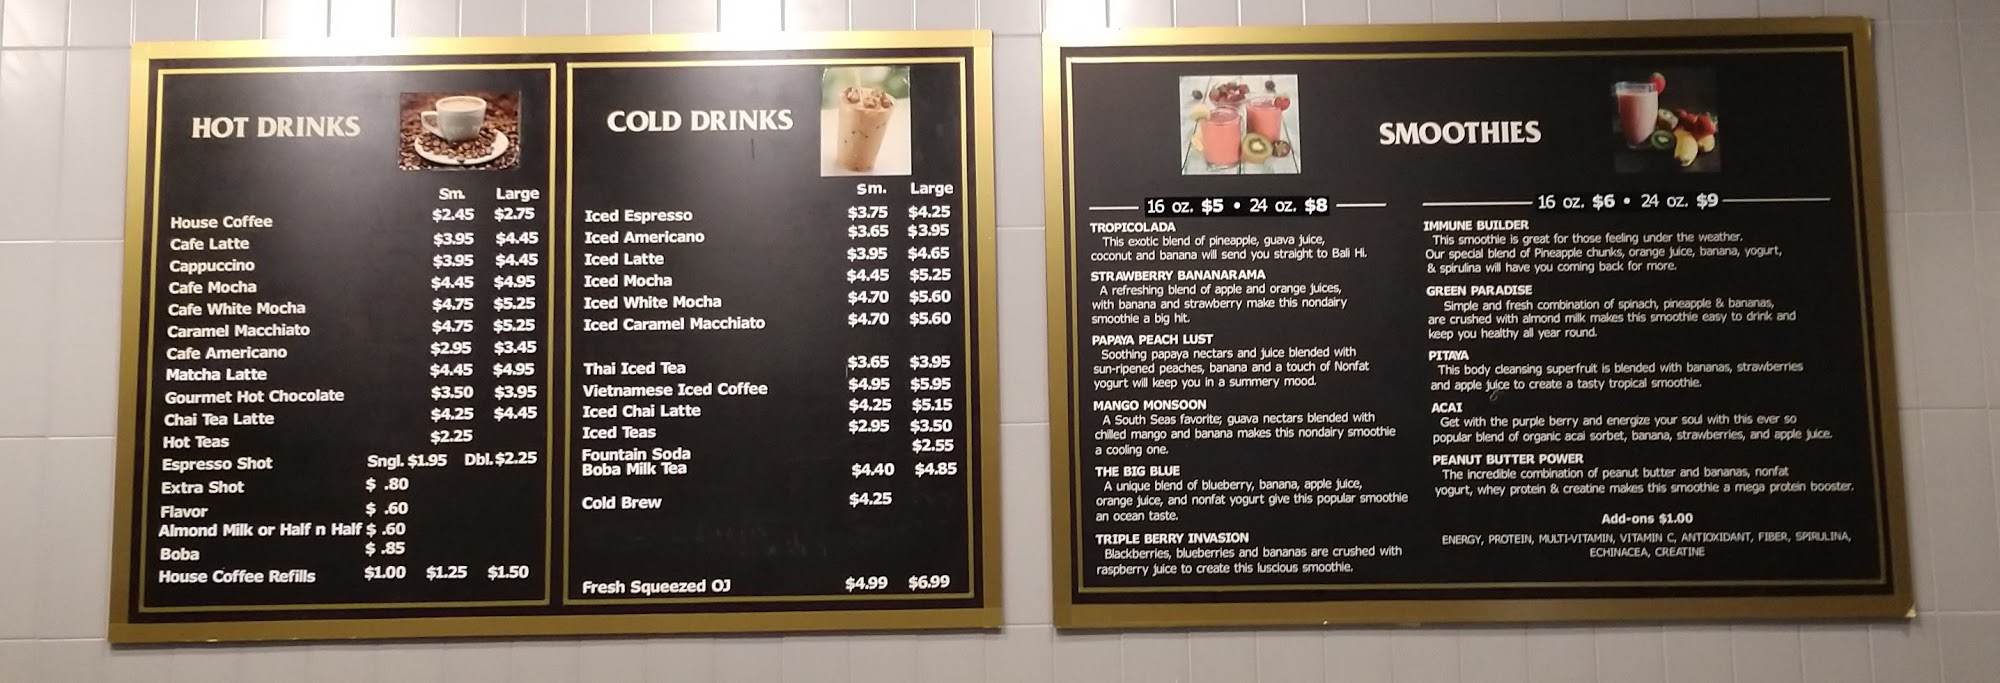 HOT DRINKS
Sm. Large
House Coffee $2.45 $2.75
Cafe Latte $3.95 $4.45
Cappuccino $3.95 $4.45
Cafe Mocha $4.45 $4.95
Cafe White Mocha $4.75 $5.25
Caramel Macchiato $4.75 $5.25
Cafe Americano $2.95 $3.45
Matcha Latte $4.45 $4.95
Gourmet Hot Chocolate $3.50 $3.95
Chai Tea Latte $4.25 $4.45
Hot Teas $2.25
Espresso Shot Sngl. $1.95 Dbl. $2.25
Extra Shot $ .80
Flavor $ .60
Almond Milk or Half n Half $ .60
Boba $ .85
House Coffee Refills $1.00 $1.25 $1.50
COLD DRINKS
Sm. Large
Iced Espresso $3.75 $4.25
Iced Americano $3.65 $3.95
Iced Latte $3.95 $4.65
Iced Mocha $4.45 $5.25
Iced White Mocha $4.70 $5.60
Iced Caramel Macchiato $4.70 $5.60
Thai Iced Tea $3.65 $3.95
Vietnamese Iced Coffee $4.95 $5.95
Iced Chai Latte $4.25 $5.15
Iced Teas $2.95 $3.50
Fountain Soda $2.55
Boba Milk Tea $4.40 $4.85
Cold Brew $4.25
Fresh Squeezed OJ $4.99 $6.99
SMOOTHIES
16 oz. $5 • 24 oz. $8
TROPICOLADA
This exotic blend of pineapple, guava juice,
coconut and banana will send you straight to Bali Hi.
STRAWBERRY BANANARAMA
A refreshing blend of apple and orange juices,
with banana and strawberry make this nondairy
smoothie a big hit.
PAPAYA PEACH LUST
Soothing papaya nectars and juice blended with
sun-ripened peaches, banana and a touch of Nonfat
yogurt will keep you in a summery mood.
MANGO MONSOON
A South Seas favorite; guava nectars blended with
chilled mango and banana makes this nondairy smoothie
a cooling one.
THE BIG BLUE
A unique blend of blueberry, banana, apple juice,
orange juice, and nonfat yogurt give this popular smoothie
an ocean taste.
TRIPLE BERRY INVASION
Blackberries, blueberries and bananas are crushed with
raspberry juice to create this luscious smoothie.
16 oz. $6 • 24 oz. $9
IMMUNE BUILDER
This smoothie is great for those feeling under the weather.
Our special blend of Pineapple chunks, orange juice, banana, yogurt,
& spirulina will have you coming back for more.
GREEN PARADISE
Simple and fresh combination of spinach, pineapple & bananas,
are crushed with almond milk makes this smoothie easy to drink and
keep you healthy all year round.
PITAYA
This body cleansing superfruit is blended with bananas, strawberries
and apple juice to create a tasty tropical smoothie.
ACAI
Get with the purple berry and energize your soul with this ever so
popular blend of organic acai sorbet, banana, strawberries, and apple juice.
PEANUT BUTTER POWER
The incredible combination of peanut butter and bananas, nonfat
yogurt, whey protein & creatine makes this smoothie a mega protein booster.
Add-ons $1.00
ENERGY, PROTEIN, MULTI-VITAMIN, VITAMIN C, ANTIOXIDANT, FIBER, SPIRULINA,
ECHINACEA, CREATINE